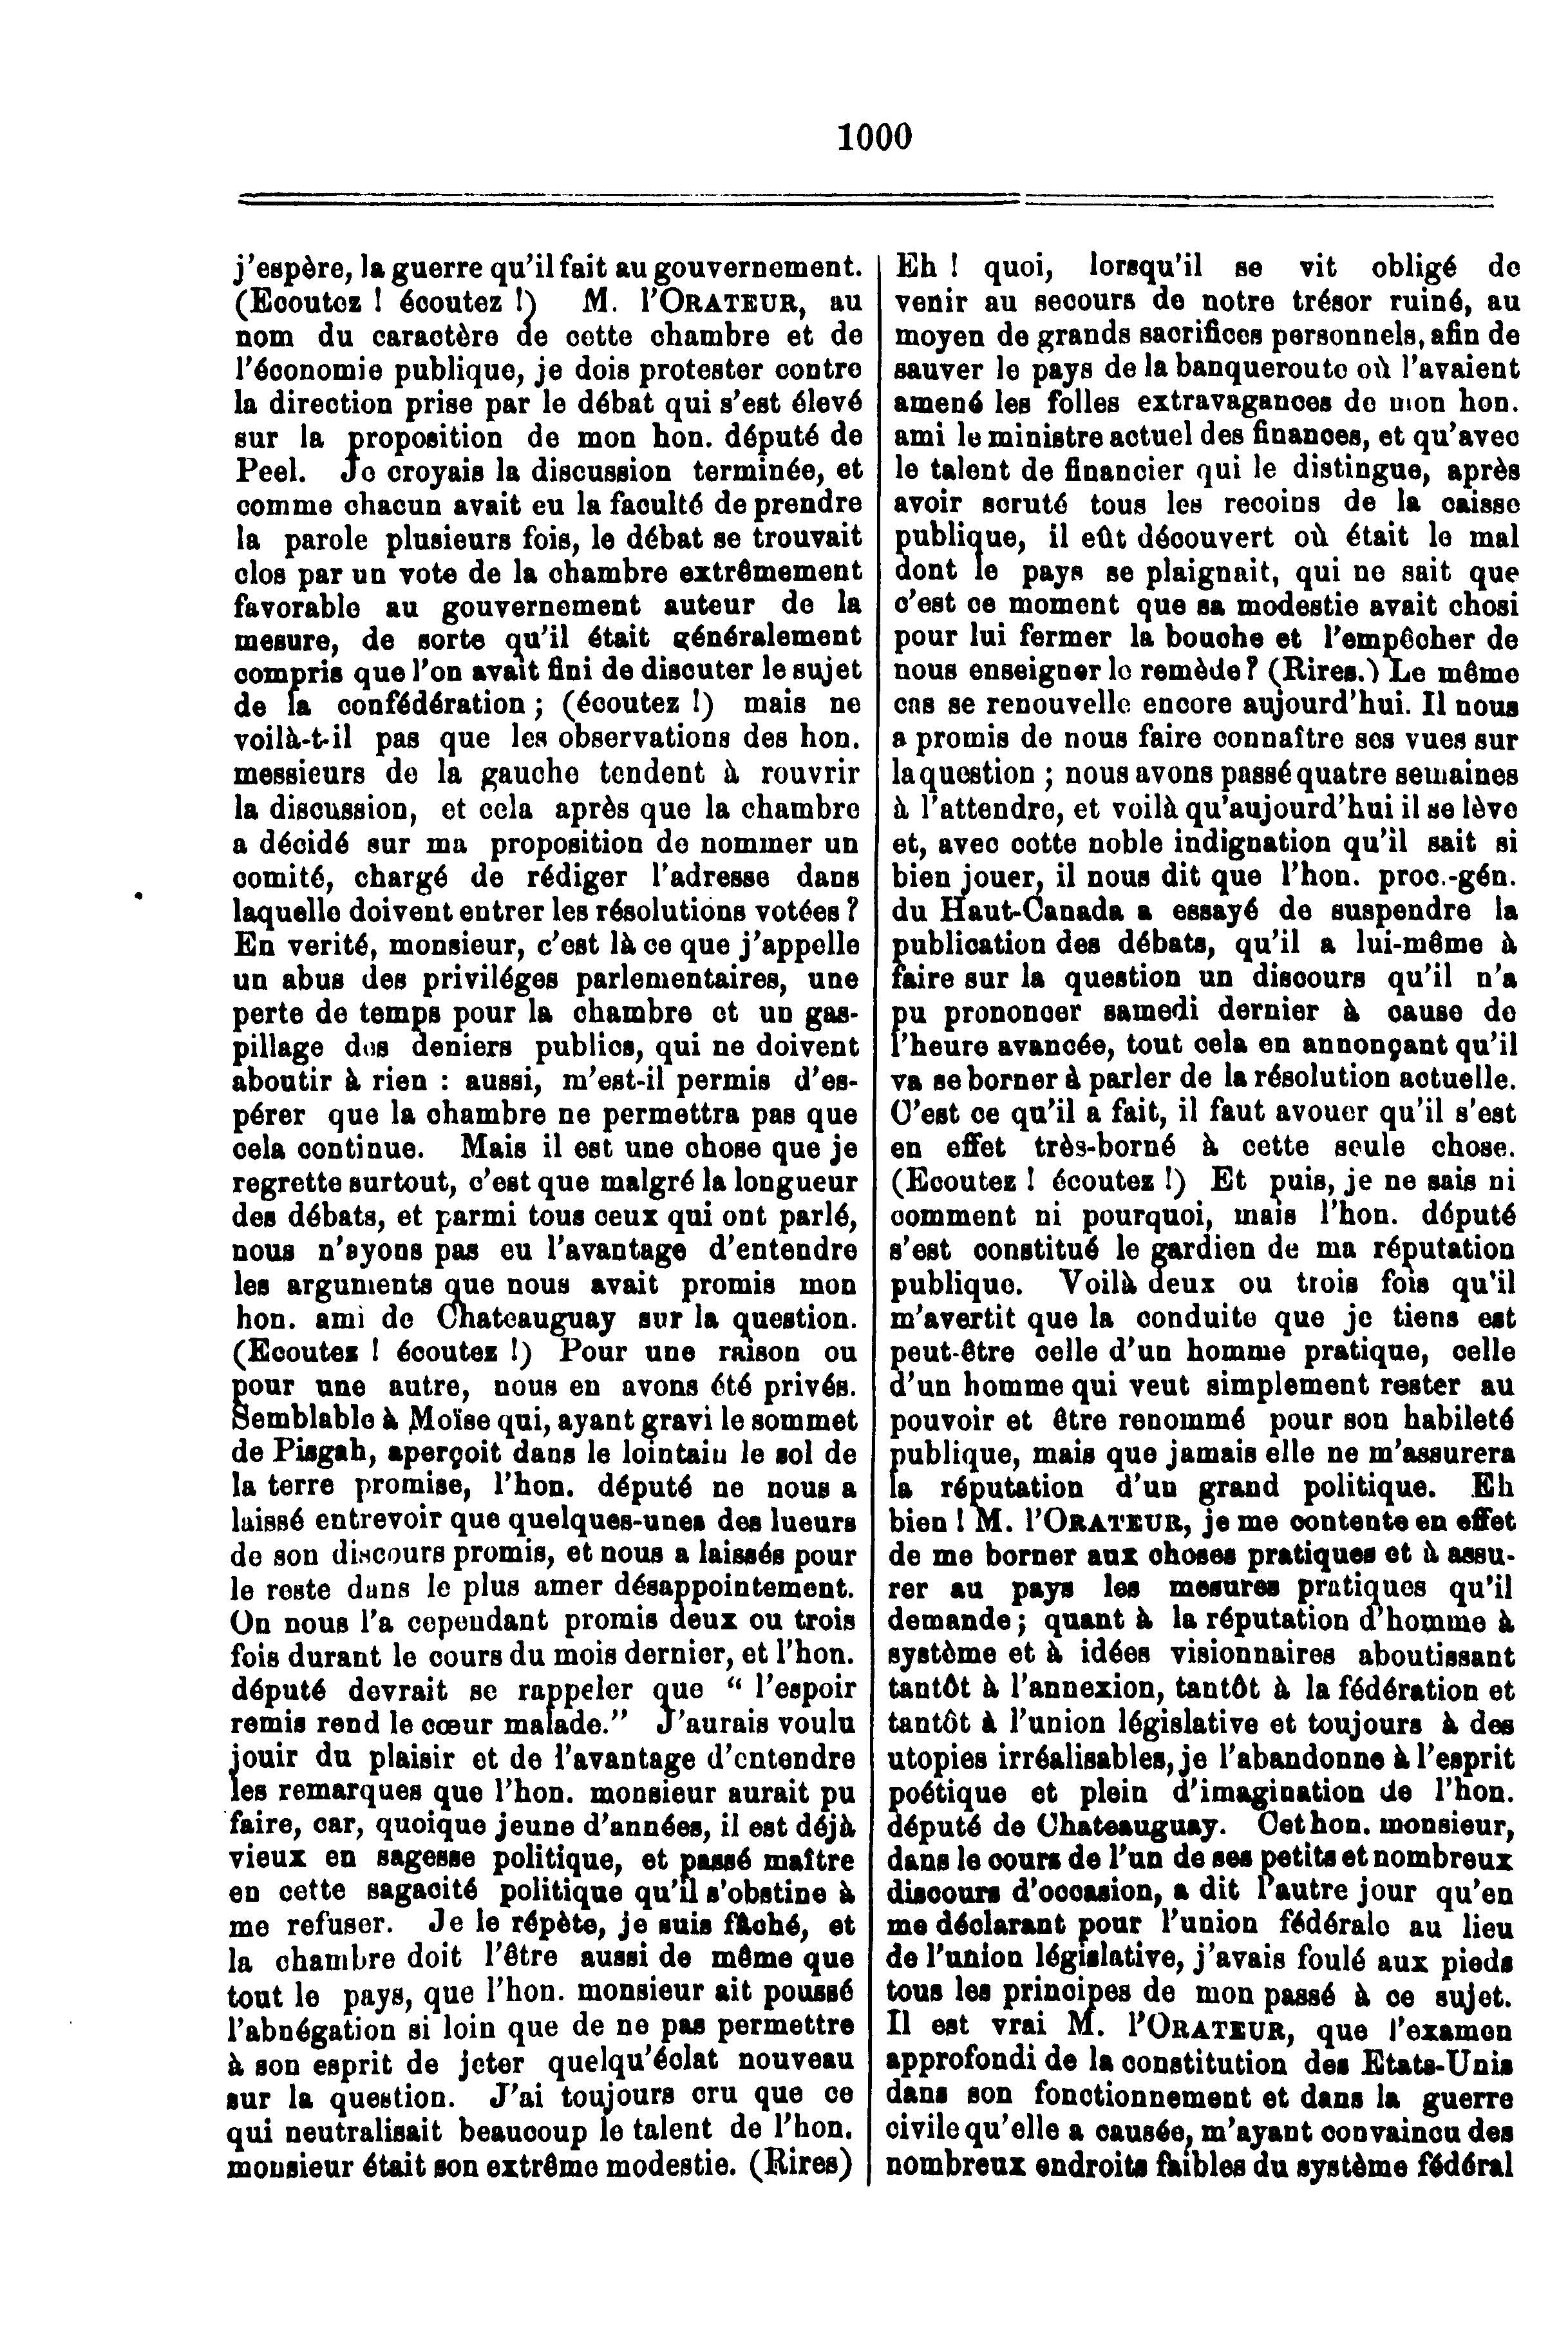 1000
j'espère, la guerre qu'il fait au gouvernement.
(Ecoutez ! écoutez !) M. l'ORATEUR, au
nom du caractère de cette chambre et de
l'économie publique, je dois protester contre
la direction prise par le débat qui s'est élevé
sur la proposition de mon hon. député de
Peel. Je croyais la discussion terminée, et
comme chacun avait eu la faculté de prendre
la parole plusieurs fois, le débat se trouvait
clos par un vote de la chambre extrêmement
favorable au gouvernement auteur de la
mesure, de sorte qu'il était généralement
compris que l'on avait fini de discuter le sujet
de la confédération ; (écoutez !) mais ne
voilà-t-il pas que les observations des hon.
messieurs de la gauche tendent à rouvrir
la discussion, et cela après que la chambre
a décidé sur ma proposition de nommer un
comité, chargé de rédiger l'adresse dans
laquelle doivent entrer les résolutions votées ?
En verité, monsieur, c'est là ce que j'appelle
un abus des priviléges parlementaires, une
perte de temps pour la chambre et un gas-
pillage des deniers publics, qui ne doivent
aboutir à rien : aussi, m'est-il permis d'es-
pérer que la chambre ne permettra pas que
cela continue. Mais il est une chose que je
regrette surtout, c'est que malgré la longueur
des débats, et parmi tous ceux qui ont parlé,
nous n'ayons pas eu l'avantage d'entendre
les arguments que nous avait promis mon
hon. ami de Chateauguay sur la question.
(Ecoutez ! écoutez !) Pour une raison ou
pour une autre, nous en avons été privés.
Semblable à Moïse qui, ayant gravi le sommet
de Pisgah, aperçoit dans le lointain le sol de
la terre promise, l'hon. député ne nous a
laissé entrevoir que quelques-unes des lueurs
de son discours promis, et nous a laissés pour
le reste dans le plus amer désappointement.
On nous l'a cependant promis deux ou trois
fois durant le cours du mois dernier, et l'hon.
député devrait se rappeler que “ l'espoir
remis rend le cœur malade.” J'aurais voulu
jouir du plaisir et de l'avantage d'entendre
les remarques que l'hon. monsieur aurait pu
faire, car, quoique jeune d'années, il est déjà
vieux en sagesse politique, et passé maître
en cette sagacité politique qu'il s'obstine à
me refuser. Je le répète, je suis fâché, et
la chambre doit l'être aussi de même que
tout le pays, que l'hon. monsieur ait poussé
l'abnégation si loin que de ne pas permettre
à son esprit de jeter quelqu'éclat nouveau
sur la question. J'ai toujours cru que ce
qui neutralisait beaucoup le talent de l'hon.
monsieur était son extrême modestie. (Rires)
Eh ! quoi, lorsqu'il se vit obligé de
venir au secours de notre trésor ruiné, au
moyen de grands sacrifices personnels, afin de
sauver le pays de la banqueroute où l'avaient
amené les folles extravagances de mon hon.
ami le ministre actuel des finances, et qu'avec
le talent de financier qui le distingue, après
avoir scruté tous les recoins de la caisse
publique, il eût découvert où était le mal
dont le pays se plaignait, qui ne sait que
c'est ce moment que sa modestie avait chosi
pour lui fermer la bouche et l'empêcher de
nous enseigner le remède ? (Rires.) Le même
cas se renouvelle encore aujourd'hui. Il nous
a promis de nous faire connaître ses vues sur
la question ; nous avons passé quatre semaines
à l'attendre, et voilà qu'aujourd'hui il se lève
et, avec cette noble indignation qu'il sait si
bien jouer, il nous dit que l'hon. proc.-gén.
du Haut-Canada a essayé de suspendre la
publication des débats, qu'il a lui-même à
faire sur la question un discours qu'il n'a
pu prononcer samedi dernier à cause de
l'heure avancée, tout cela en annonçant qu'il
va se borner à parler de la résolution actuelle.
C'est ce qu'il a fait, il faut avouer qu'il s'est
en effet très-borné à cette seule chose.
(Ecoutez ! écoutez !) Et puis, je ne sais ni
comment ni pourquoi, mais l'hon. député
s'est constitué le gardien de ma réputation
publique. Voilà deux ou trois fois qu'il
m'avertit que la conduite que je tiens est
peut-être celle d'un homme pratique, celle
d'un homme qui veut simplement rester au
pouvoir et être renommé pour son habileté
publique, mais que jamais elle ne m'assurera
la réputation d'un grand politique. Eh
bien ! M. l'ORATEUR, je me contente en effet
de me borner aux choses pratiques et à assu-
rer au pays les mesures pratiques qu'il
demande ; quant à la réputation d'homme à
système et à idées visionnaires aboutissant
tantôt à l'annexion, tantôt à la fédération et
tantôt à l'union législative et toujours à des
utopies irréalisables, je l'abandonne à l'esprit
poétique et plein d'imagination de l'hon.
député de Chateauguay. Cet hon. monsieur,
dans le cours de l'un de ses petits et nombreux
discours d'occasion, a dit l'autre jour qu'en
me déclarant pour l'union fédérale au lieu
de l'union législative, j'avais foulé aux pieds
tous les principes de mon passé à ce sujet.
Il est vrai M. l'ORATEUR, que l'examen
approfondi de la constitution des Etats-Unis
dans son fonctionnement et dans la guerre
civile qu'elle a causée, m'ayant convaincu des
nombreux endroits faibles du système fédéral